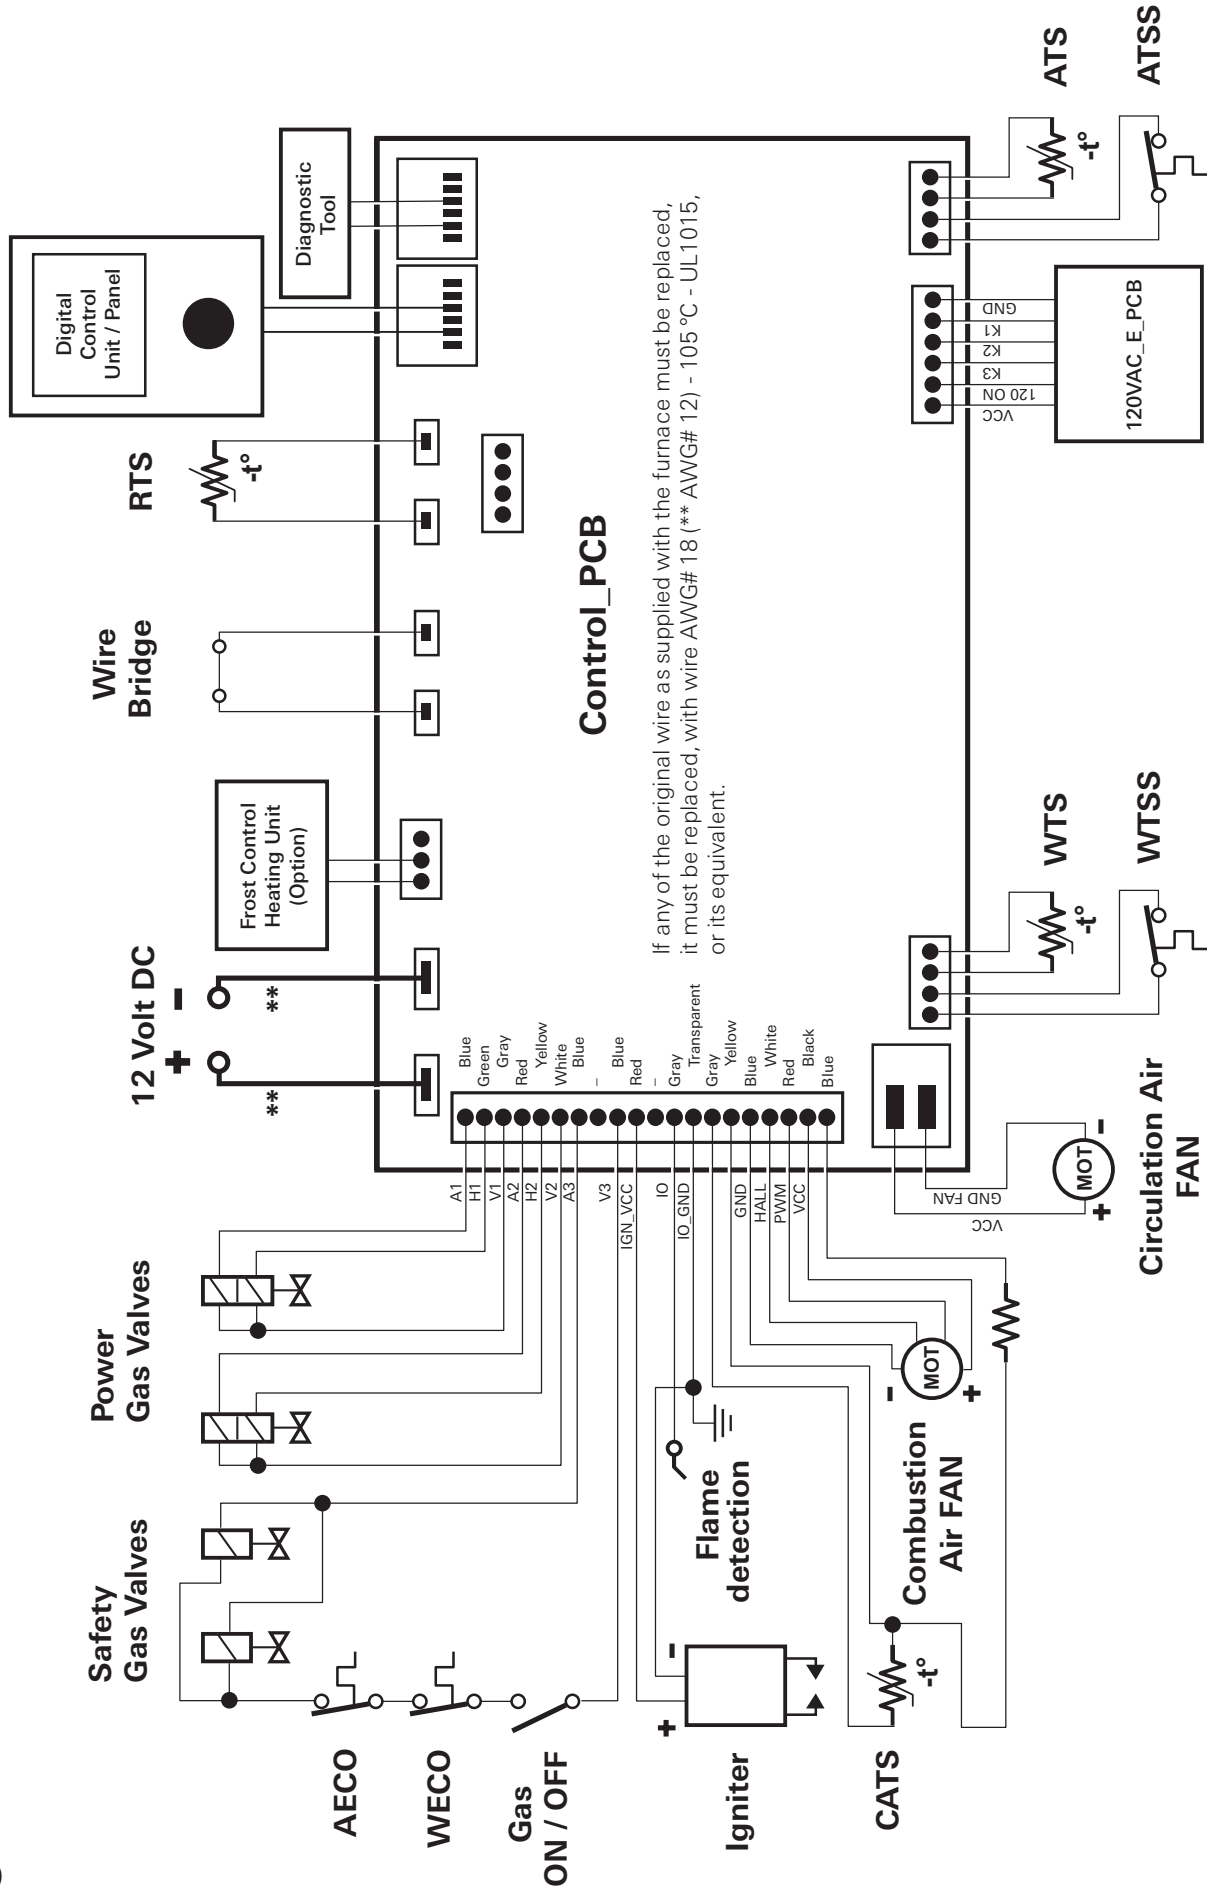 Digital
Control
Unit / Panel
Diagnostic
Tool
RTS
-t°
Wire
Bridge
Frost Control
Heating Unit
(Option)
12 Volt DC
+ –
**
**
Power
Gas Valves
Safety
Gas Valves
AECO
WECO
Gas
ON / OFF
A1
H1
V1
A2
H2
V2
A3
V3
IGN_VCC
IO
IO_GND
GND
HALL
PWM
VCC
Blue
Green
Gray
Red
Yellow
White
Blue
–
Blue
Red
–
Gray
Transparent
Gray
Yellow
Blue
White
Red
Black
Blue
Control_PCB
If any of the original wire as supplied with the furnace must be replaced,
it must be replaced, with wire AWG# 18 (** AWG# 12) - 105 °C - UL1015,
or its equivalent.
Igniter
+
–
Flame
detection
CATS
-t°
Combustion
Air FAN
–
MOT
+
GND FAN
VCC
MOT
+
–
Circulation Air
FAN
WTS
-t°
WTSS
VCC
120 ON
K3
K2
K1
GND
120VAC_E_PCB
ATS
-t°
ATSS